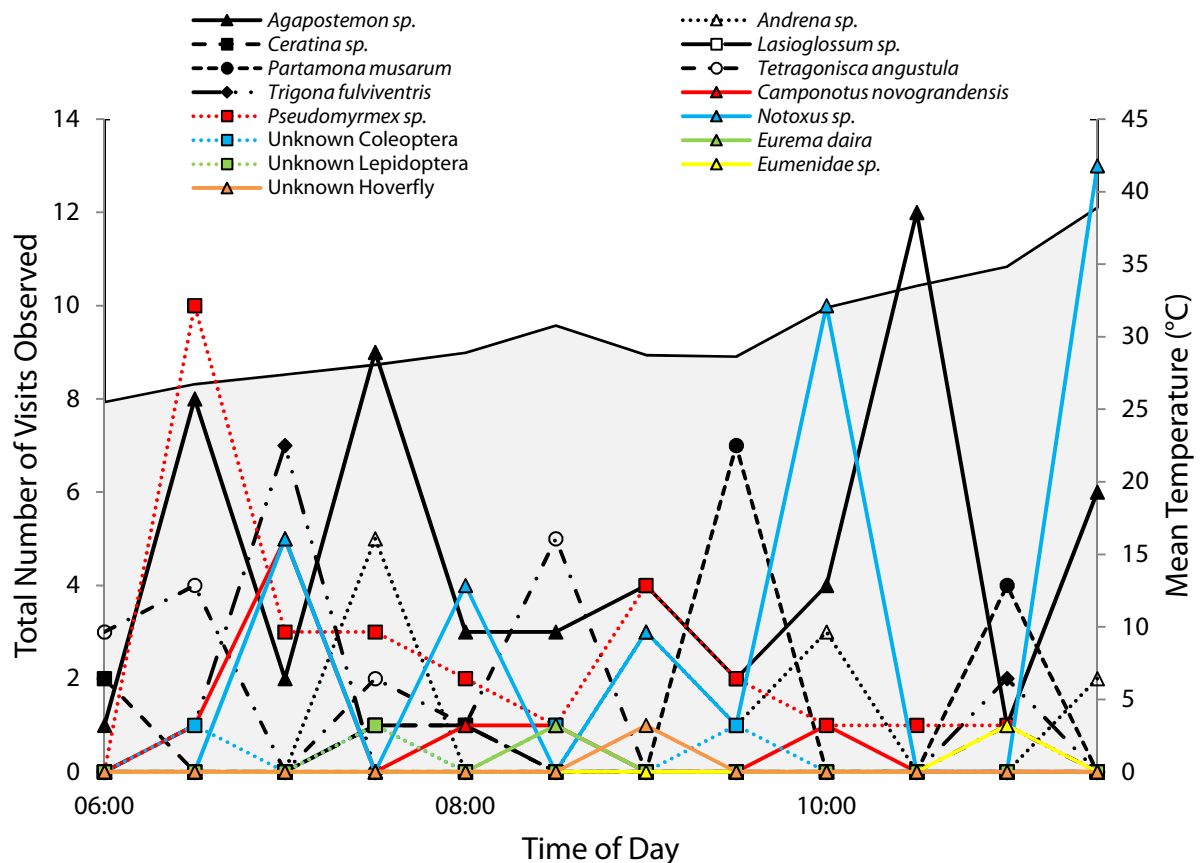 Agapostemon sp.
Andrena sp.
Ceratina sp.
Lasioglossum sp.
Partamona musarum
Tetragonisca angustula
Trigona fulviventris
Camponotus novograndensis
Pseudomyrmex sp.
Notoxus sp.
Unknown Coleoptera
Eurema daira
Unknown Lepidoptera
Eumenidae sp.
Unknown Hoverfly
14
12
10
8
6
4
2
0
Total Number of Visits Observed
45
40
35
30
25
20
15
10
5
0
Mean Temperature (°C)
06:00
08:00
10:00
Time of Day